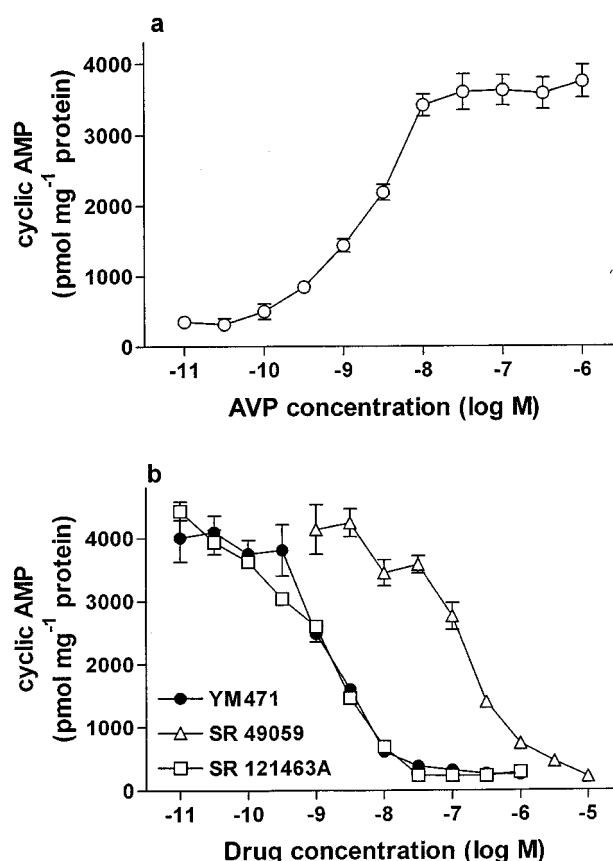 a
cyclic AMP
(pmol mg⁻¹ protein)
4000
3000
2000
1000
0
-11 -10 -9 -8 -7 -6
AVP concentration (log M)
b
cyclic AMP
(pmol mg⁻¹ protein)
4000
3000
2000
1000
0
YM471
SR 49059
SR 121463A
-11 -10 -9 -8 -7 -6 -5
Drug concentration (log M)